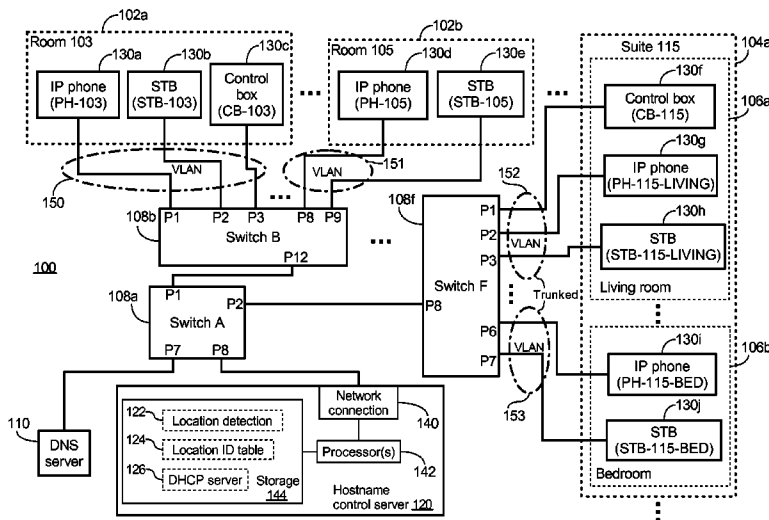 102a
102b
Room 103
130a
130b
130c
IP phone
(PH-103)
STB
(STB-103)
Control
box
(CB-103)
Room 105
130d
130e
IP phone
(PH-105)
STB
(STB-105)
Suite 115
104a
130f
106a
Control box
(CB-115)
130g
IP phone
(PH-115-LIVING)
130h
STB
(STB-115-LIVING)
Living room
150
VLAN
VLAN
151
108b
P1
P2
P3
P8
P9
Switch B
P12
108f
P1
P2
P3
Switch F
P8
P6
P7
152
VLAN
Trunked
VLAN
153
100
108a
P1
P2
Switch A
P7
P8
106b
130i
IP phone
(PH-115-BED)
130j
STB
(STB-115-BED)
Bedroom
110
DNS
server
122
Location detection
124
Location ID table
126
DHCP server
Storage
144
Network
connection
140
Processor(s)
142
Hostname
control server 120